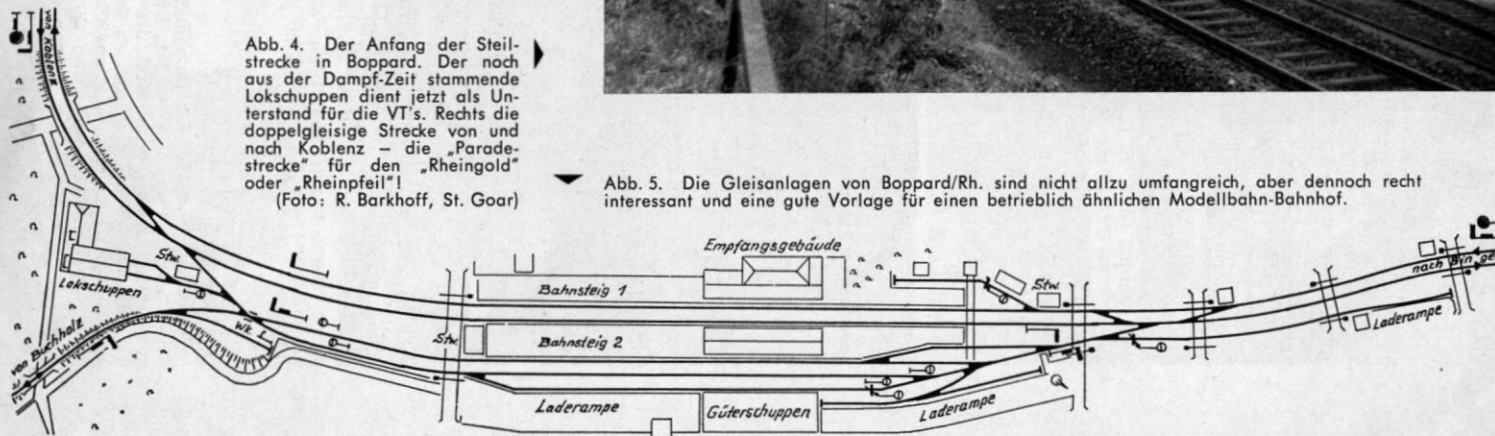 Abb. 4. Der Anfang der Steil-
strecke in Boppard. Der noch
aus der Dampf-Zeit stammende
Lokschuppen dient jetzt als Un-
terstand für die VT's. Rechts die
doppelgleisige Strecke von und
nach Koblenz – die „Parade-
strecke" für den „Rheingold"
oder „Rheinpfeil"!
(Foto: R. Barkhoff, St. Goar)
Abb. 5. Die Gleisanlagen von Boppard/Rh. sind nicht allzu umfangreich, aber dennoch recht
interessant und eine gute Vorlage für einen betrieblich ähnlichen Modellbahn-Bahnhof.
von Koblenz
Empfangsgebäude
Stw.
Lokschuppen
Bahnsteig 1
Stw.
nach Bin ge
Wk
Stw.
Bahnsteig 2
Laderampe
von Buchholz
Laderampe
Güterschuppen
Laderampe